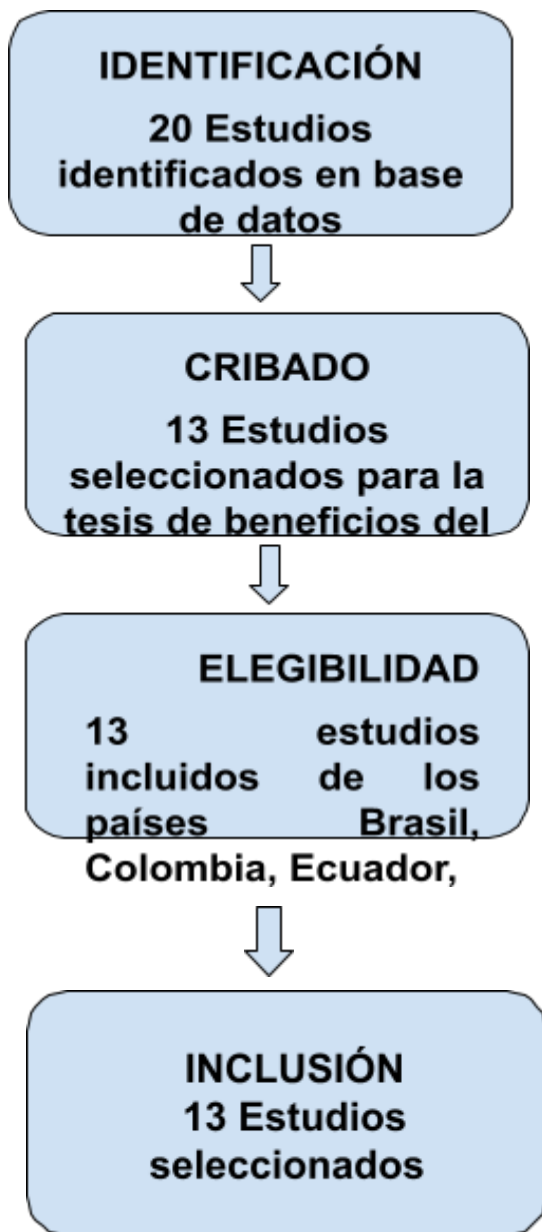 IDENTIFICACIÓN
20 Estudios
identificados en base
de datos
CRIBADO
13 Estudios
seleccionados para la
tesis de beneficios del
ELEGIBILIDAD
13 estudios
incluidos de los
países Brasil,
Colombia, Ecuador,
INCLUSIÓN
13 Estudios
seleccionados